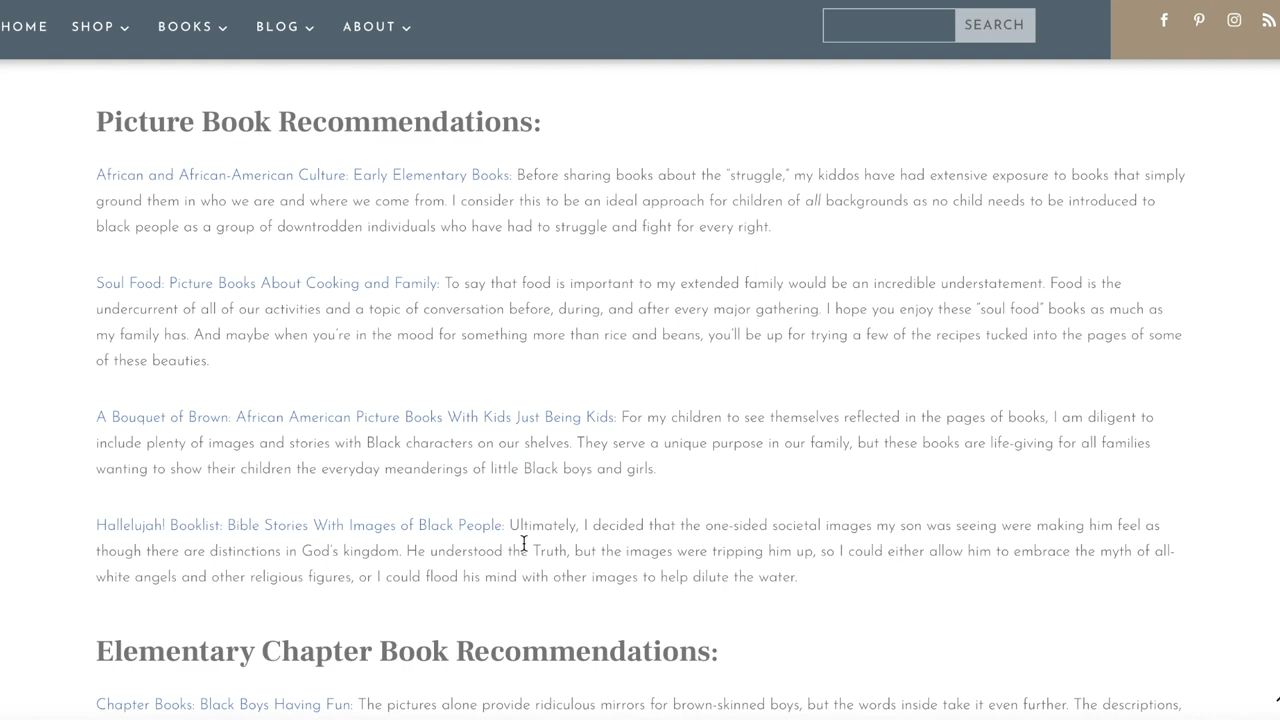 HOME SHOP BOOKS BLOG ABOUT SEARCH
Picture Book Recommendations:
African and African-American Culture: Early Elementary Books: Before sharing books about the “struggle,” my kiddos have had extensive exposure to books that simply
ground them in who we are and where we come from. I consider this to be an ideal approach for children of all backgrounds as no child needs to be introduced to
black people as a group of downtrodden individuals who have had to struggle and fight for every right.
Soul Food: Picture Books About Cooking and Family: To say that food is important to my extended family would be an incredible understatement. Food is the
undercurrent of all of our activities and a topic of conversation before, during, and after every major gathering. I hope you enjoy these “soul food” books as much as
my family has. And maybe when you’re in the mood for something more than rice and beans, you’ll be up for trying a few of the recipes tucked into the pages of some
of these beauties.
A Bouquet of Brown: African American Picture Books With Kids Just Being Kids: For my children to see themselves reflected in the pages of books, I am diligent to
include plenty of images and stories with Black characters on our shelves. They serve a unique purpose in our family, but these books are life-giving for all families
wanting to show their children the everyday meanderings of little Black boys and girls.
Hallelujah! Booklist: Bible Stories With Images of Black People: Ultimately, I decided that the one-sided societal images my son was seeing were making him feel as
though there are distinctions in God’s kingdom. He understood the Truth, but the images were tripping him up, so I could either allow him to embrace the myth of all-
white angels and other religious figures, or I could flood his mind with other images to help dilute the water.
Elementary Chapter Book Recommendations:
Chapter Books: Black Boys Having Fun: The pictures alone provide ridiculous mirrors for brown-skinned boys, but the words inside take it even further. The descriptions,